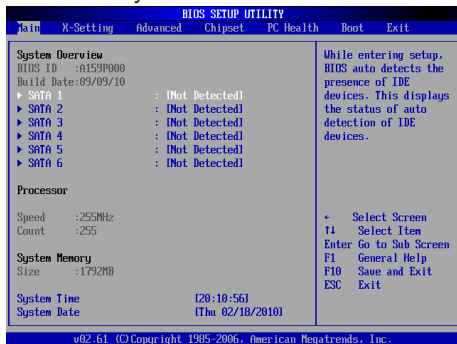 BIOS SETUP UTILITY
Main X-Setting Advanced Chipset PC Health Boot Exit
System Overview
BIOS ID :A159P000
Build Date:09/09/10
▶ SATA 1 : [Not Detected]
▶ SATA 2 : [Not Detected]
▶ SATA 3 : [Not Detected]
▶ SATA 4 : [Not Detected]
▶ SATA 5 : [Not Detected]
▶ SATA 6 : [Not Detected]
Processor
Speed :255MHz
Count :255
System Memory
Size :1792MB
System Time [20:10:56]
System Date [Thu 02/18/2010]
While entering setup,
BIOS auto detects the
presence of IDE
devices. This displays
the status of auto
detection of IDE
devices.
← Select Screen
↑↓ Select Item
Enter Go to Sub Screen
F1 General Help
F10 Save and Exit
ESC Exit
v02.61 (C)Copyright 1985-2006, American Megatrends, Inc.